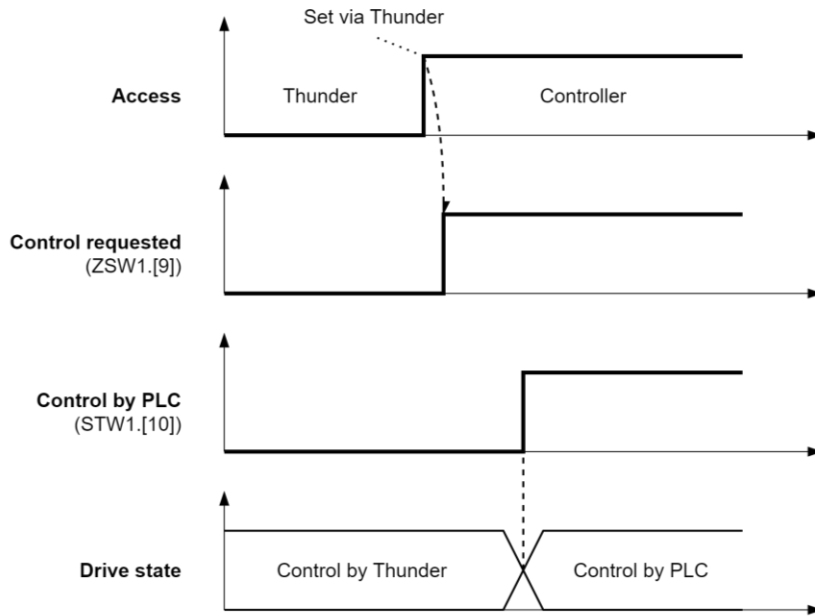 Set via Thunder
Access
Thunder
Controller
Control requested
(ZSW1.[9])
Control by PLC
(STW1.[10])
Drive state
Control by Thunder
Control by PLC